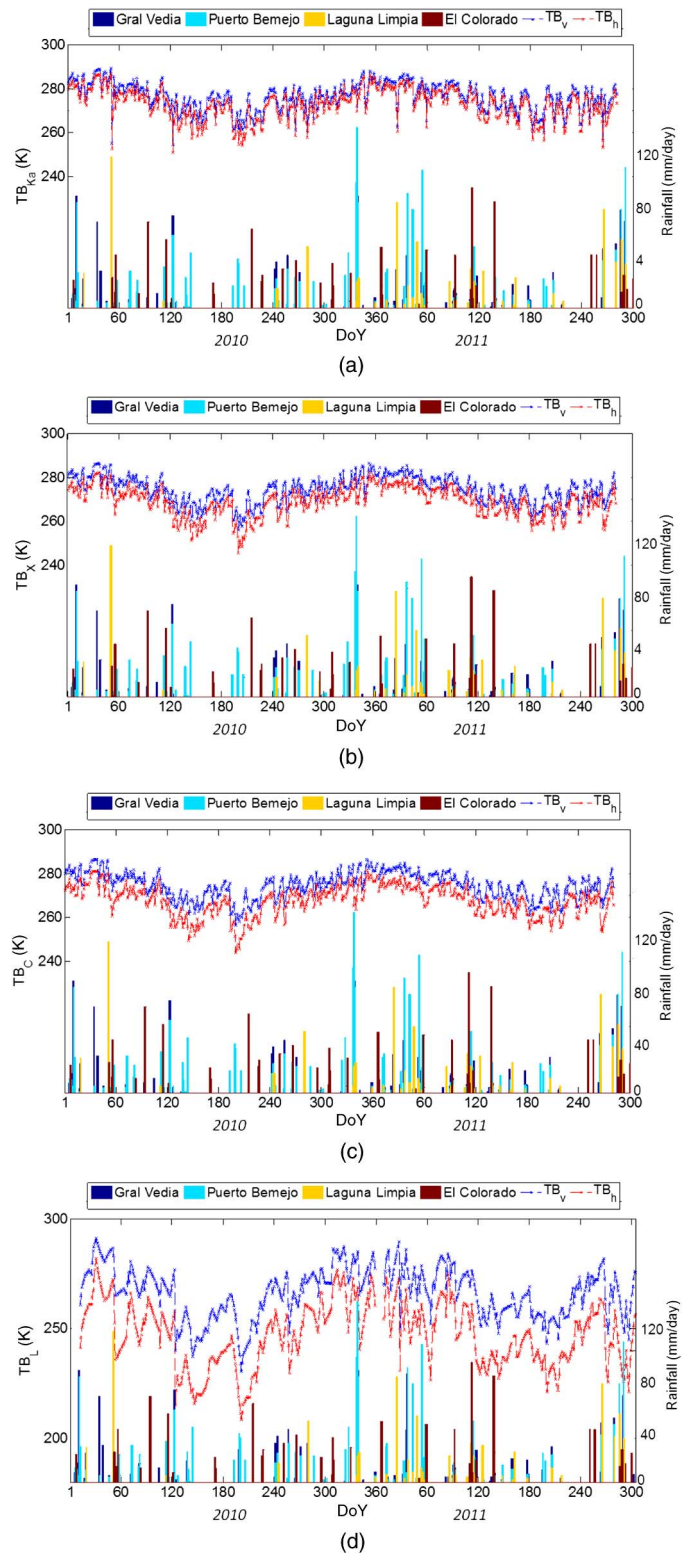 Gral Vedia Puerto Bemejo Laguna Limpia El Colorado TBv TBh
300
280
260
240
TBKa (K)
120
80
4
0
Rainfall (mm/day)
1 60 120 180 240 300 360 60 120 180 240 300
DoY
2010 2011
(a)
Gral Vedia Puerto Bemejo Laguna Limpia El Colorado TBv TBh
300
280
260
240
TBX (K)
120
80
4
0
Rainfall (mm/day)
1 60 120 180 240 300 360 60 120 180 240 300
DoY
2010 2011
(b)
Gral Vedia Puerto Bemejo Laguna Limpia El Colorado TBv TBh
300
280
260
240
TBC (K)
120
80
40
0
Rainfall (mm/day)
1 60 120 180 240 300 360 60 120 180 240 300
DoY
2010 2011
(c)
Gral Vedia Puerto Bemejo Laguna Limpia El Colorado TBv TBh
300
250
200
TBL (K)
120
80
40
0
Rainfall (mm/day)
60 120 180 240 300 360 60 120 180 240 300
DoY
2010 2011
(d)